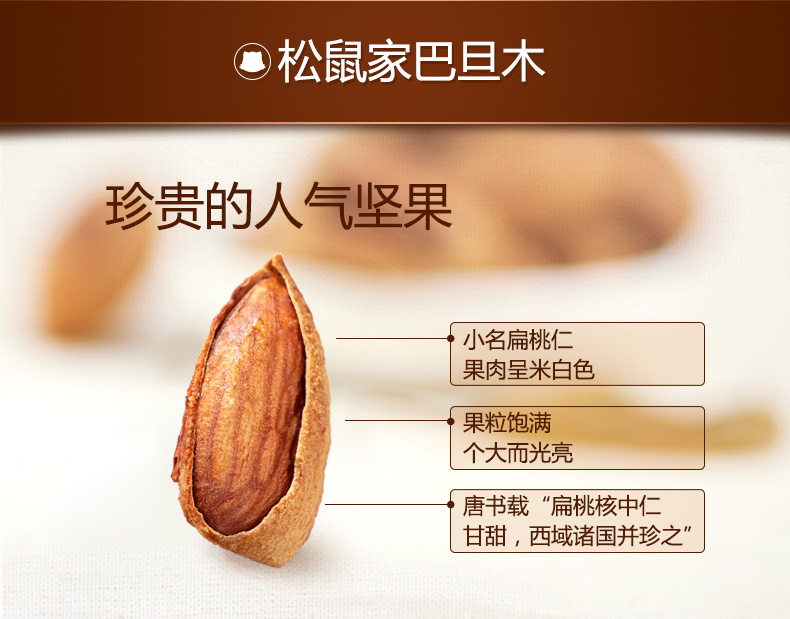 松鼠家巴旦木
珍贵的人气坚果
小名扁桃仁
果肉呈米白色
果粒饱满
个大而光亮
唐书载“扁桃核中仁
甘甜，西域诸国并珍之”